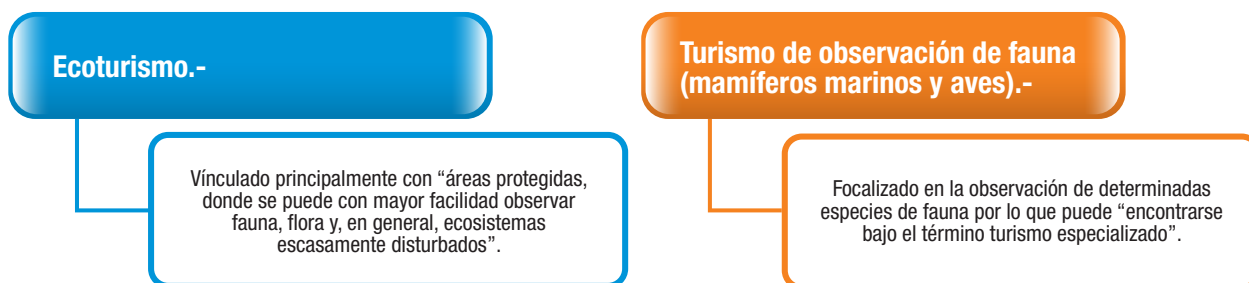 Ecoturismo.-
Vínculado principalmente con “áreas protegidas,
donde se puede con mayor facilidad observar
fauna, flora y, en general, ecosistemas
escasamente disturbados”.
Turismo de observación de fauna
(mamíferos marinos y aves).-
Focalizado en la observación de determinadas
especies de fauna por lo que puede “encontrarse
bajo el término turismo especializado”.